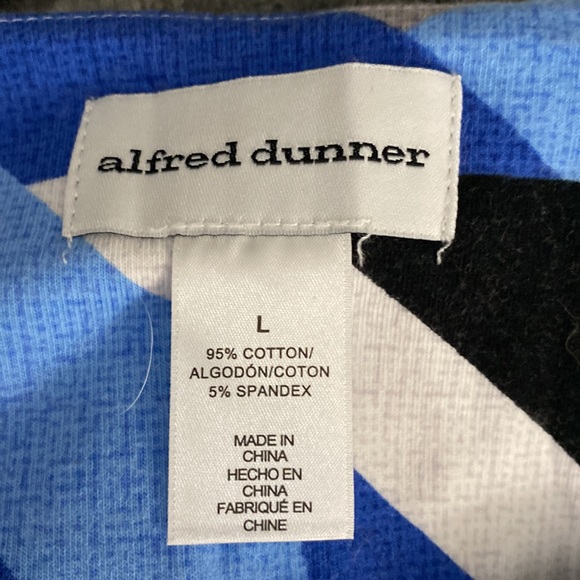 alfred dunner
L
95% COTTON/
ALGODÓN/COTON
5% SPANDEX
MADE IN
CHINA
HECHO EN
CHINA
FABRIQUÉ EN
CHINE